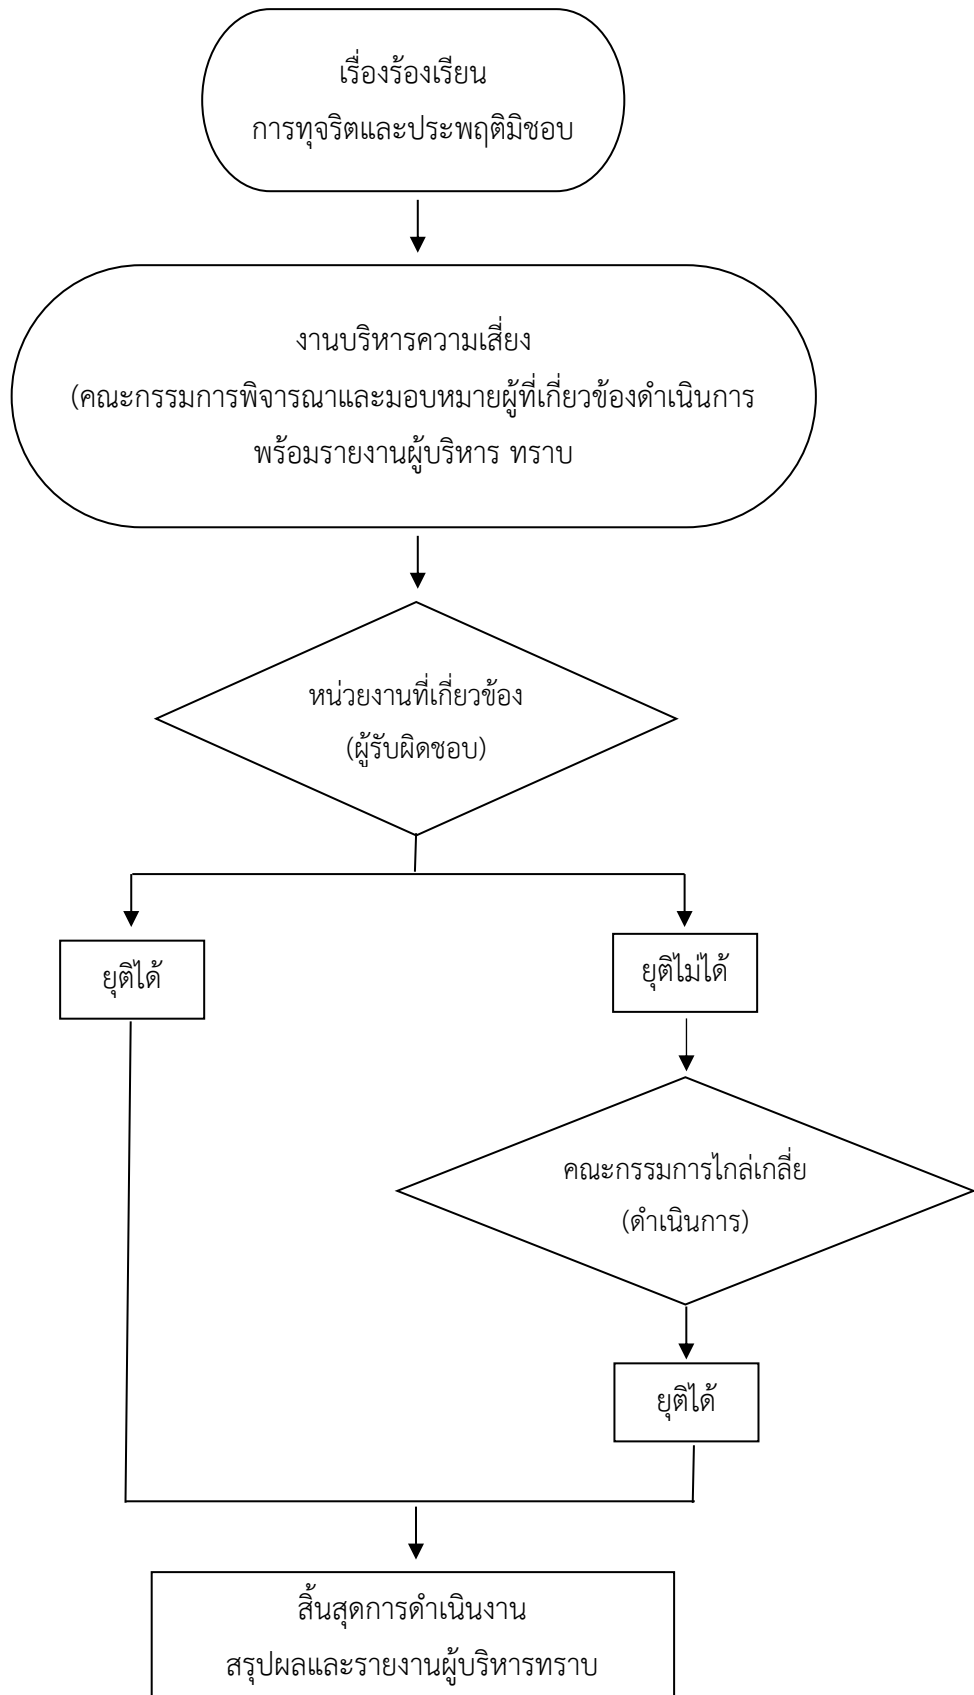 เรื่องร้องเรียน
การทุจริตและประพฤติมิชอบ
งานบริหารความเสี่ยง
(คณะกรรมการพิจารณาและมอบหมายผู้ที่เกี่ยวข้องดำเนินการ
พร้อมรายงานผู้บริหาร ทราบ
หน่วยงานที่เกี่ยวข้อง
(ผู้รับผิดชอบ)
ยุติได้
ยุติไม่ได้
คณะกรรมการไกล่เกลี่ย
(ดำเนินการ)
ยุติได้
สิ้นสุดการดำเนินงาน
สรุปผลและรายงานผู้บริหารทราบ